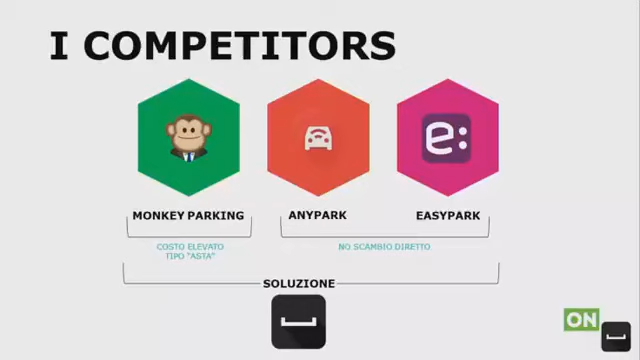 I COMPETITORS
e:
MONKEY PARKING
ANYPARK
EASYPARK
COSTO ELEVATO
TIPO "ASTA"
NO SCAMBIO DIRETTO
SOLUZIONE
ON